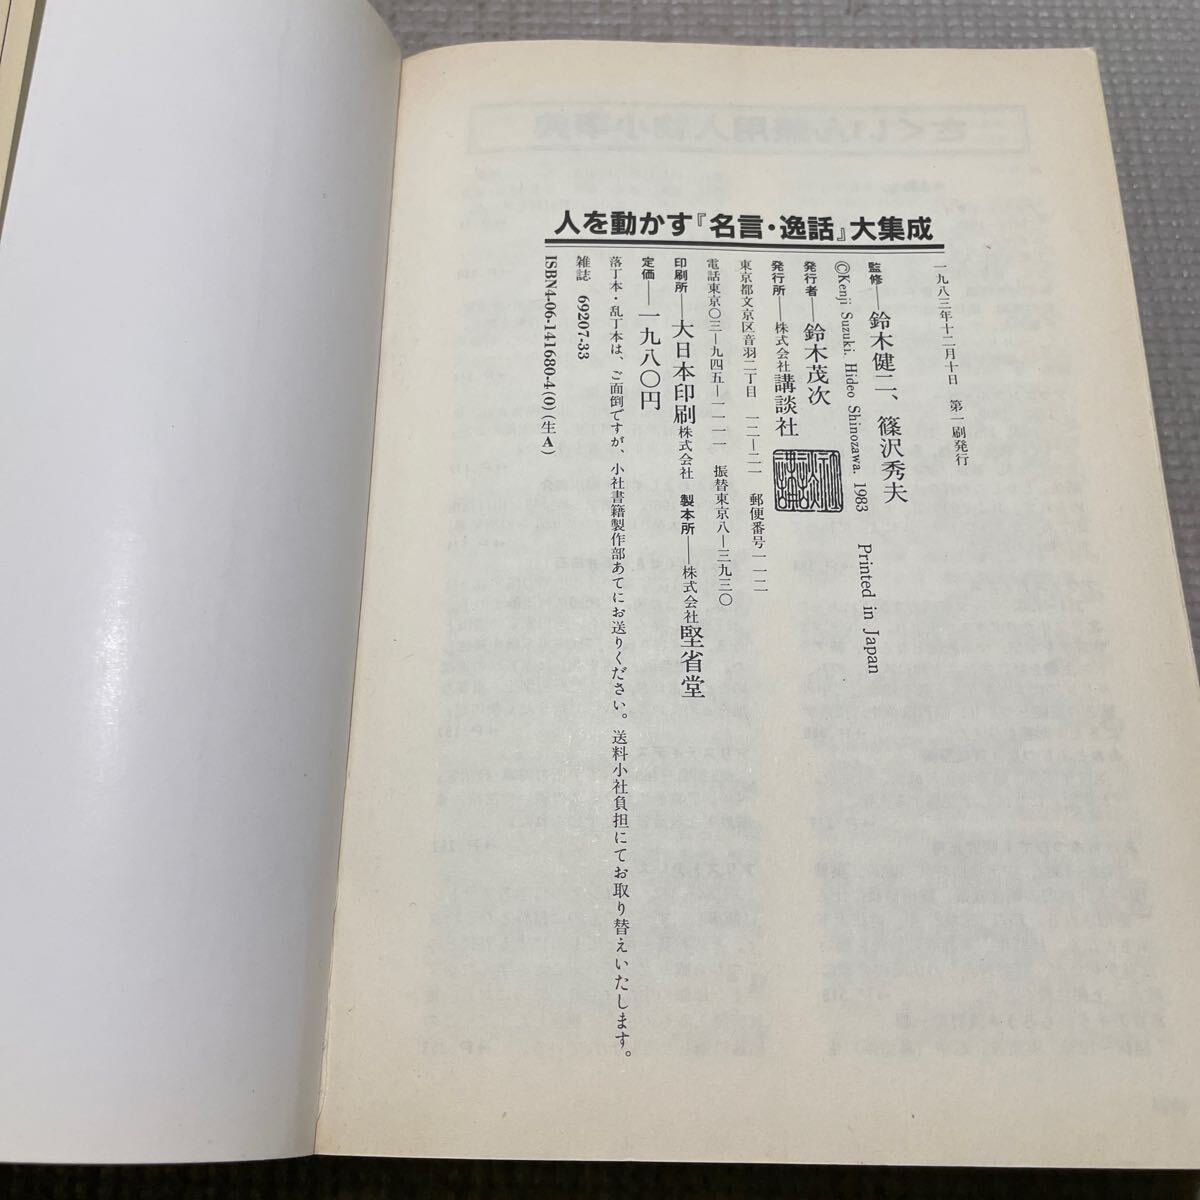 人を動かす『名言・逸話』大集成
一九八三年十二月十日　第一刷発行
監修―鈴木健二、篠沢秀夫
©Kenji Suzuki. Hideo Shinozawa. 1983　Printed in Japan
発行者―鈴木茂次
発行所―株式会社講談社
東京都文京区音羽二丁目一二―二一　郵便番号一一二
電話東京〇三―九四五―一一一一　振替東京八―三九三〇
印刷所―大日本印刷株式会社　製本所―株式会社堅省堂
定価―一九八〇円
落丁本・乱丁本は、ご面倒ですが、小社書籍製作部あてにお送りください。送料小社負担にてお取り替えいたします。
雑誌　69207-33
ISBN4-06-141680-4(0)(生A)